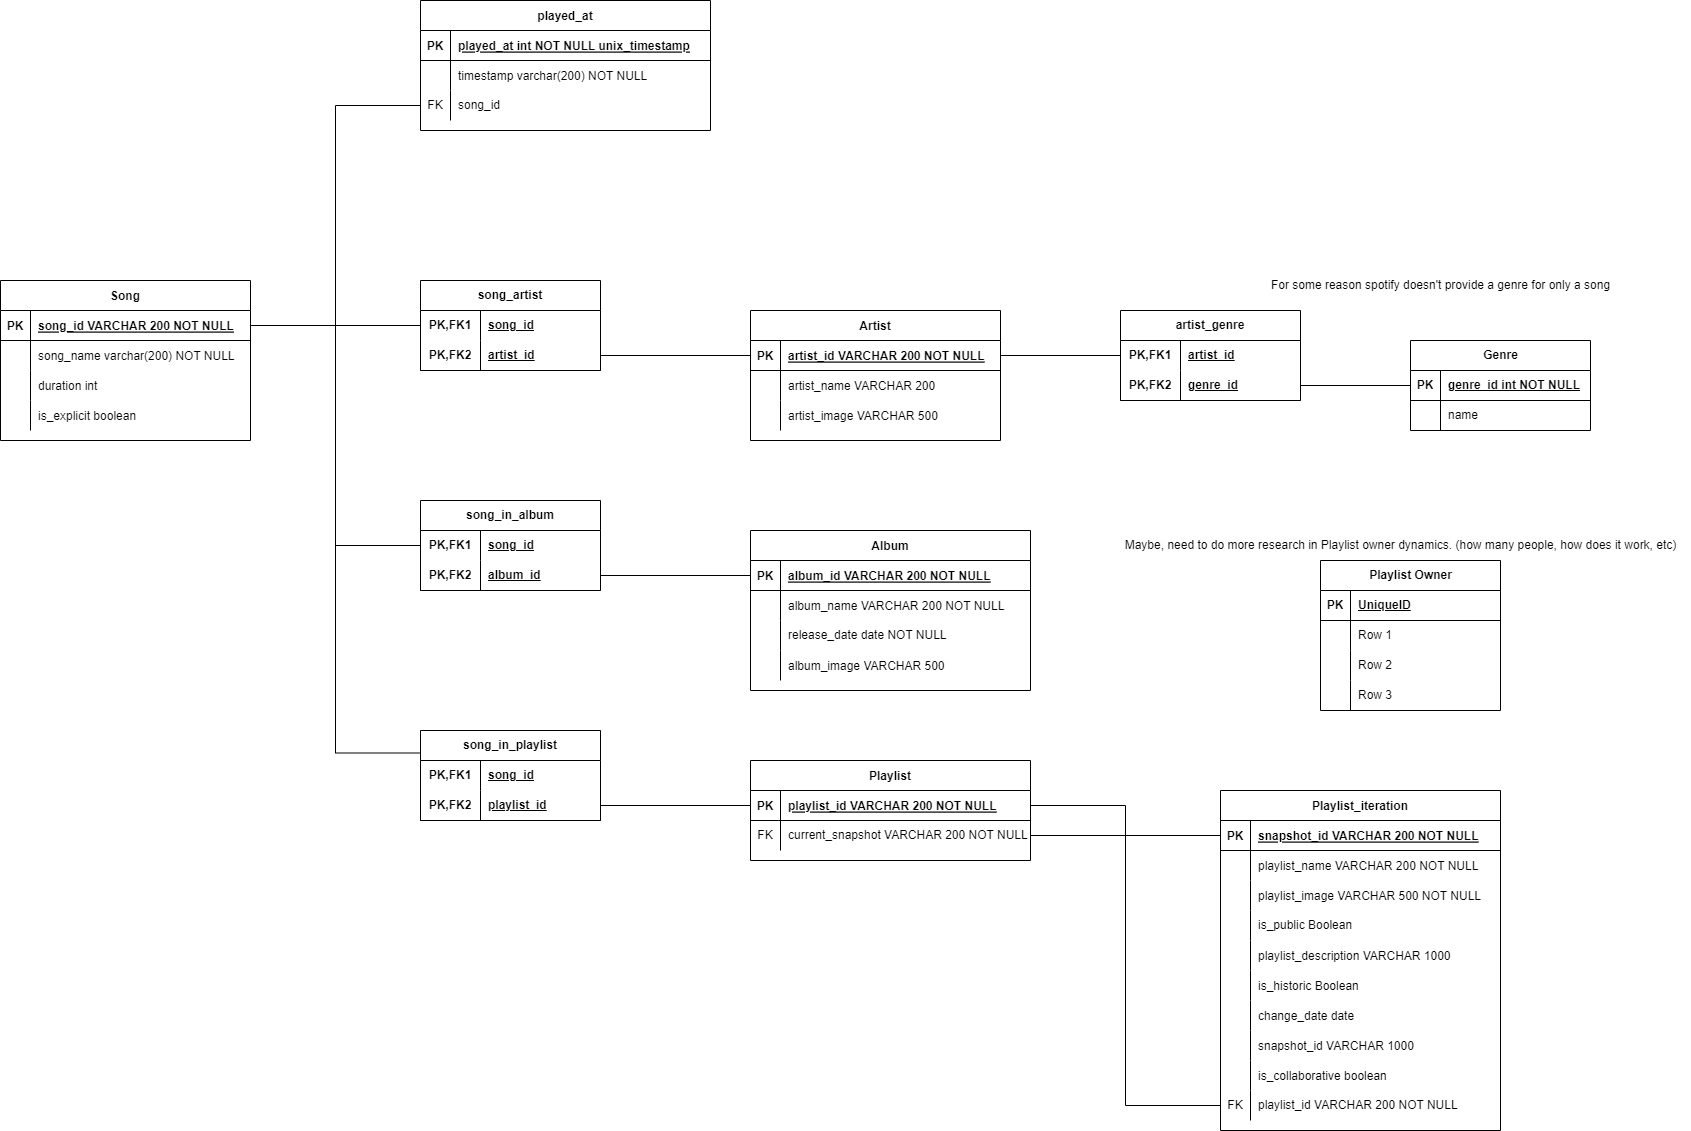 played_at
PK played_at int NOT NULL unix_timestamp
timestamp varchar(200) NOT NULL
FK song_id
Song
PK song_id VARCHAR 200 NOT NULL
song_name varchar(200) NOT NULL
duration int
is_explicit boolean
song_artist
PK,FK1 song_id
PK,FK2 artist_id
Artist
PK artist_id VARCHAR 200 NOT NULL
artist_name VARCHAR 200
artist_image VARCHAR 500
For some reason spotify doesn't provide a genre for only a song
artist_genre
PK,FK1 artist_id
PK,FK2 genre_id
Genre
PK genre_id int NOT NULL
name
song_in_album
PK,FK1 song_id
PK,FK2 album_id
Album
PK album_id VARCHAR 200 NOT NULL
album_name VARCHAR 200 NOT NULL
release_date date NOT NULL
album_image VARCHAR 500
Maybe, need to do more research in Playlist owner dynamics. (how many people, how does it work, etc)
Playlist Owner
PK UniqueID
Row 1
Row 2
Row 3
song_in_playlist
PK,FK1 song_id
PK,FK2 playlist_id
Playlist
PK playlist_id VARCHAR 200 NOT NULL
FK current_snapshot VARCHAR 200 NOT NULL
Playlist_iteration
PK snapshot_id VARCHAR 200 NOT NULL
playlist_name VARCHAR 200 NOT NULL
playlist_image VARCHAR 500 NOT NULL
is_public Boolean
playlist_description VARCHAR 1000
is_historic Boolean
change_date date
snapshot_id VARCHAR 1000
is_collaborative boolean
FK playlist_id VARCHAR 200 NOT NULL